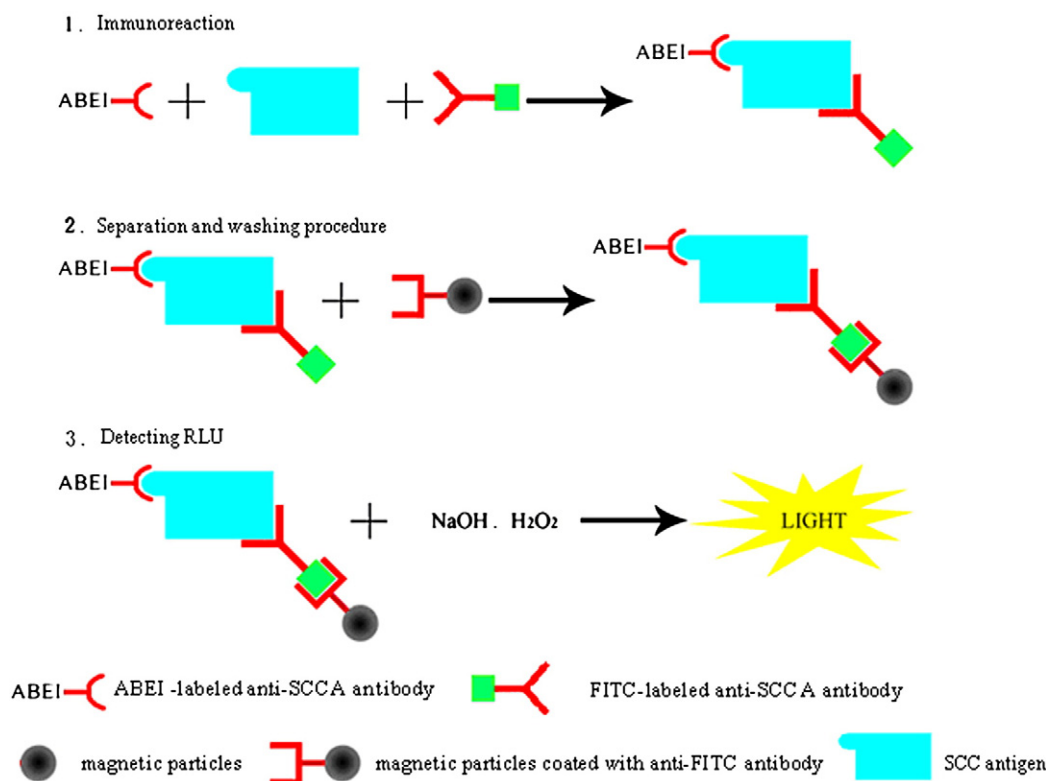 1. Immunoreaction
ABEI
ABEI
2. Separation and washing procedure
ABEI
ABEI
3. Detecting RLU
ABEI
NaOH . H₂O₂
LIGHT
ABEI
ABEI -labeled anti-SCCA antibody
FITC-labeled anti-SCCA antibody
magnetic particles
magnetic particles coated with anti-FITC antibody
SCC antigen